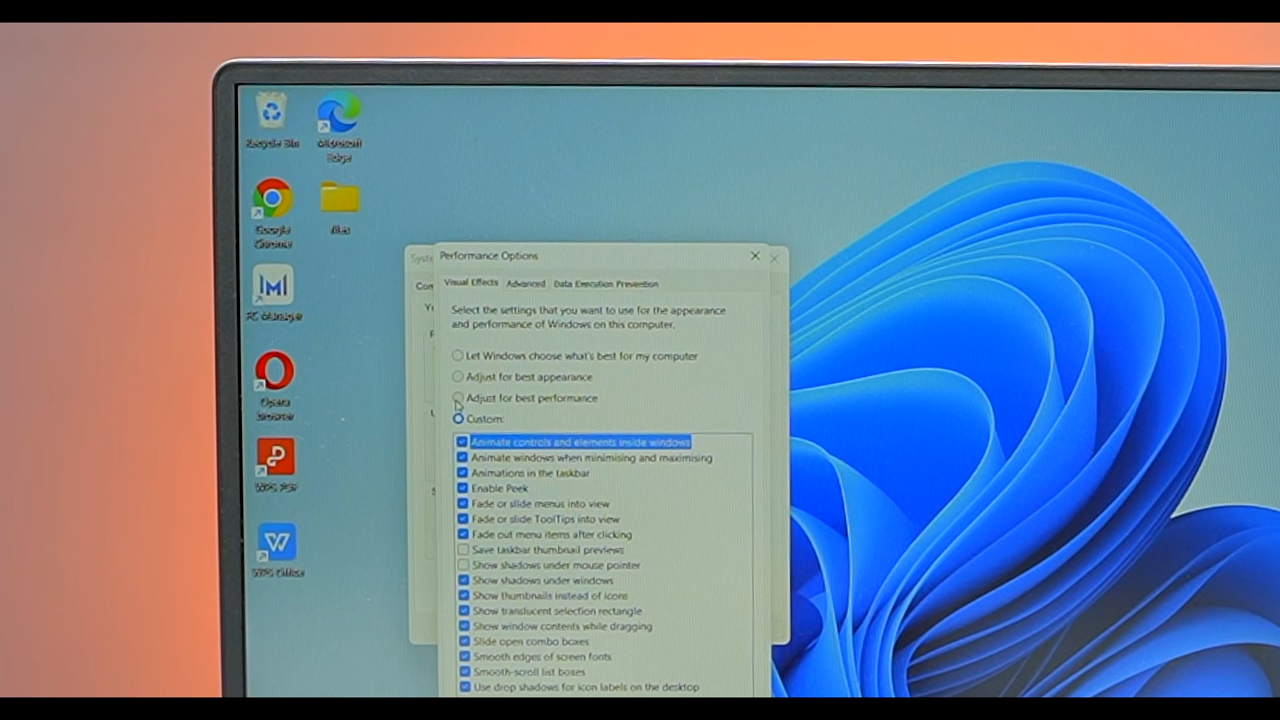 Recycle Bin
Microsoft
Edge
Google
Chrome
files
PC Manager
Opera
browser
WPS PDF
WPS Office
Performance Options
Visual Effects
Advanced
Data Execution Prevention
Select the settings that you want to use for the appearance
and performance of Windows on this computer.
Let Windows choose what's best for my computer
Adjust for best appearance
Adjust for best performance
Custom:
Animate controls and elements inside windows
Animate windows when minimising and maximising
Animations in the taskbar
Enable Peek
Fade or slide menus into view
Fade or slide ToolTips into view
Fade out menu items after clicking
Save taskbar thumbnail previews
Show shadows under mouse pointer
Show shadows under windows
Show thumbnails instead of icons
Show translucent selection rectangle
Show window contents while dragging
Slide open combo boxes
Smooth edges of screen fonts
Smooth-scroll list boxes
Use drop shadows for icon labels on the desktop